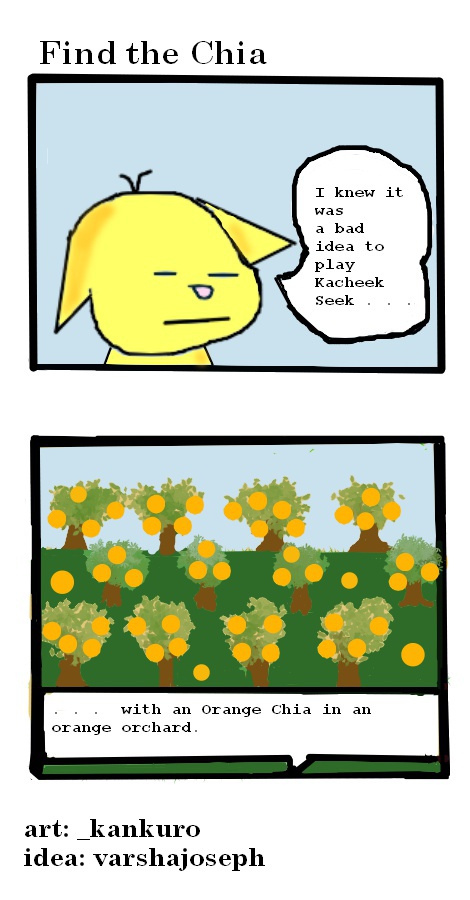 Find the Chia
I knew it
was
a bad
idea to
play
Kacheek
Seek . . .
. . . with an Orange Chia in an
orange orchard.
art: _kankuro
idea: varshajoseph